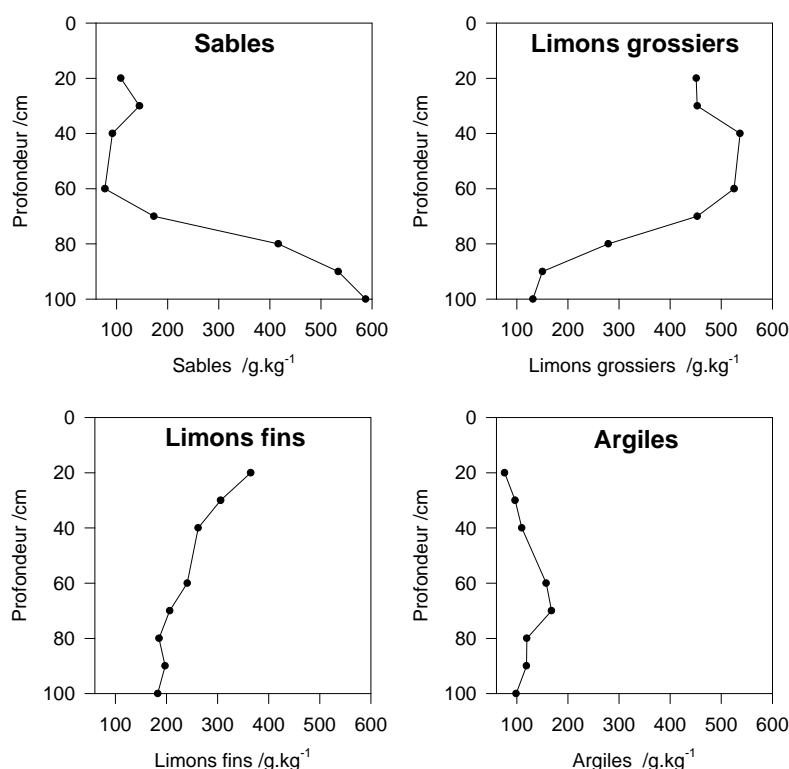 Sables
Profondeur /cm
0
20
40
60
80
100
100 200 300 400 500 600
Sables /g.kg-1
Limons grossiers
Profondeur /cm
0
20
40
60
80
100
100 200 300 400 500 600
Limons grossiers /g.kg-1
Limons fins
Profondeur /cm
0
20
40
60
80
100
100 200 300 400 500 600
Limons fins /g.kg-1
Argiles
Profondeur /cm
0
20
40
60
80
100
100 200 300 400 500 600
Argiles /g.kg-1